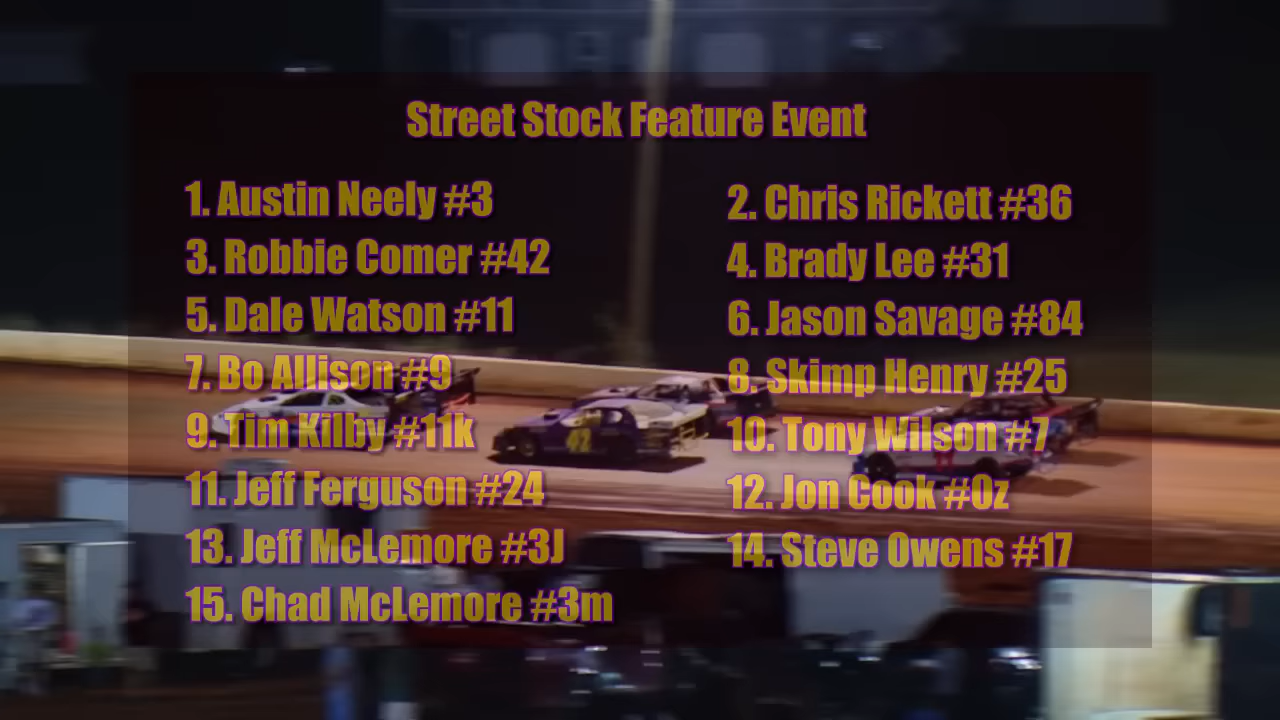 Street Stock Feature Event
1. Austin Neely #3
2. Chris Rickett #36
3. Robbie Comer #42
4. Brady Lee #31
5. Dale Watson #11
6. Jason Savage #84
7. Bo Allison #9
8. Skimp Henry #25
9. Tim Kilby #11k
10. Tony Wilson #7
11. Jeff Ferguson #24
12. Jon Cook #0z
13. Jeff McLemore #3J
14. Steve Owens #17
15. Chad McLemore #3m
42